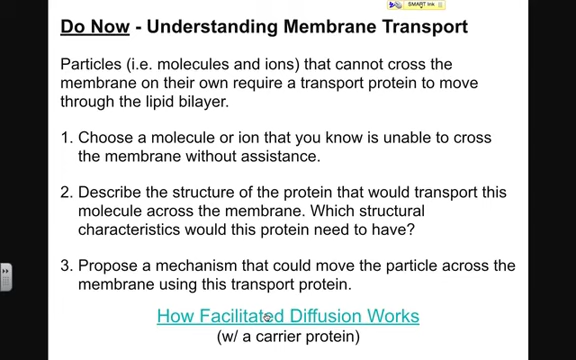 SMART Ink
Do Now - Understanding Membrane Transport
Particles (i.e. molecules and ions) that cannot cross the
membrane on their own require a transport protein to move
through the lipid bilayer.
1. Choose a molecule or ion that you know is unable to cross
the membrane without assistance.
2. Describe the structure of the protein that would transport this
molecule across the membrane. Which structural
characteristics would this protein need to have?
3. Propose a mechanism that could move the particle across the
membrane using this transport protein.
How Facilitated Diffusion Works
(w/ a carrier protein)